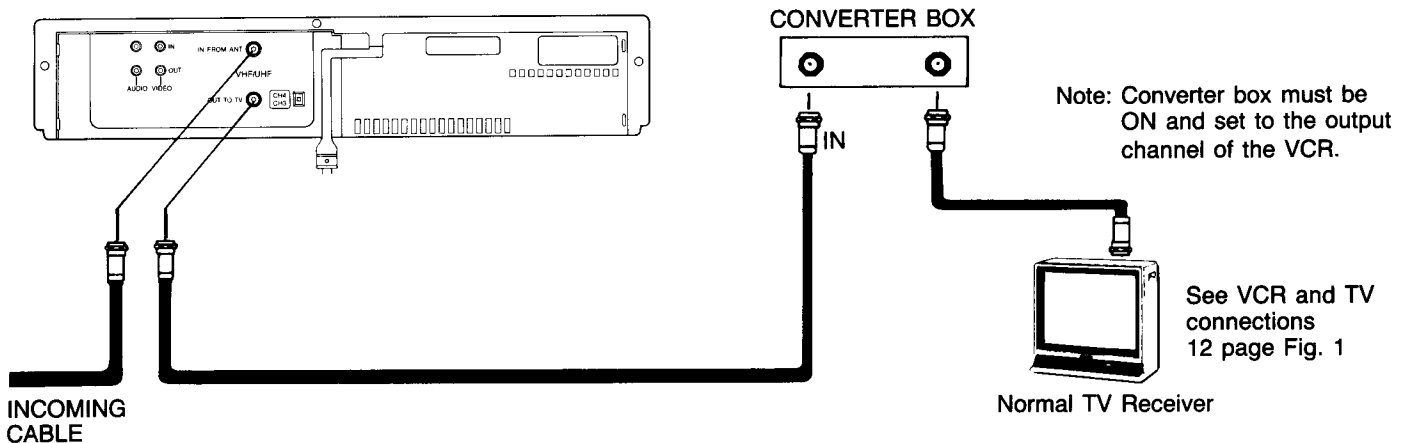 CONVERTER BOX
IN
IN FROM ANT
VHF/UHF
OUT
AUDIO VIDEO
OUT TO TV
CH4
CH3
IN
Note: Converter box must be
ON and set to the output
channel of the VCR.
See VCR and TV
connections
12 page Fig. 1
Normal TV Receiver
INCOMING
CABLE